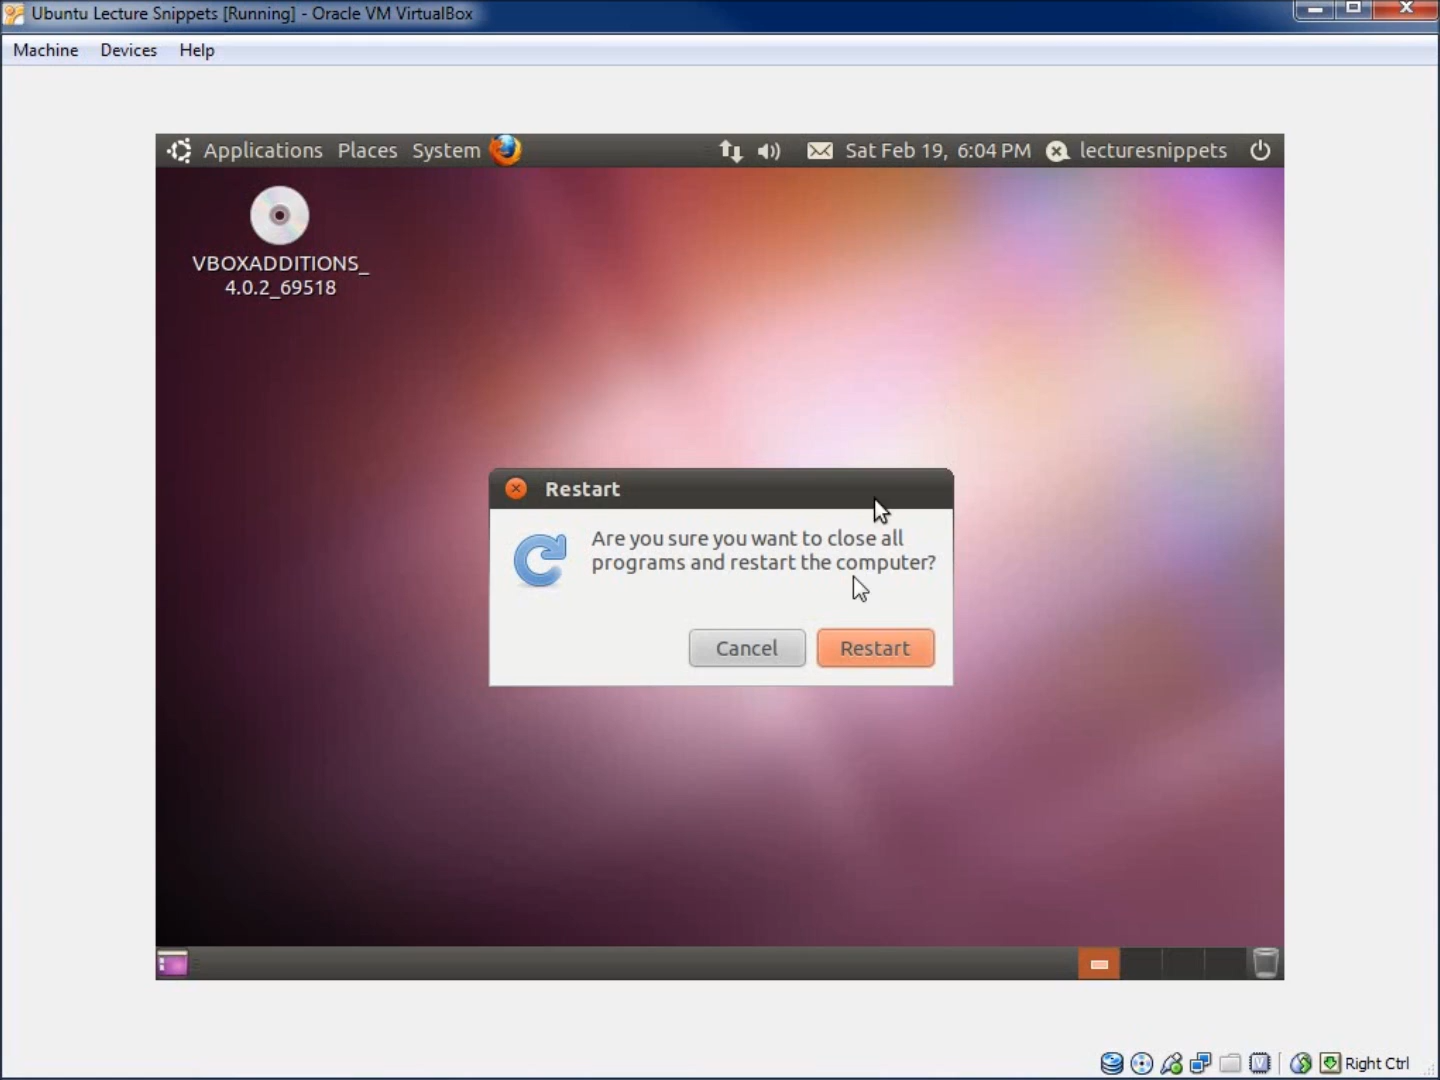 Ubuntu Lecture Snippets [Running] - Oracle VM VirtualBox
Machine Devices Help
Applications Places System Sat Feb 19, 6:04 PM lecturesnippets
VBOXADDITIONS_
4.0.2_69518
Restart
Are you sure you want to close all
programs and restart the computer?
Cancel Restart
Right Ctrl